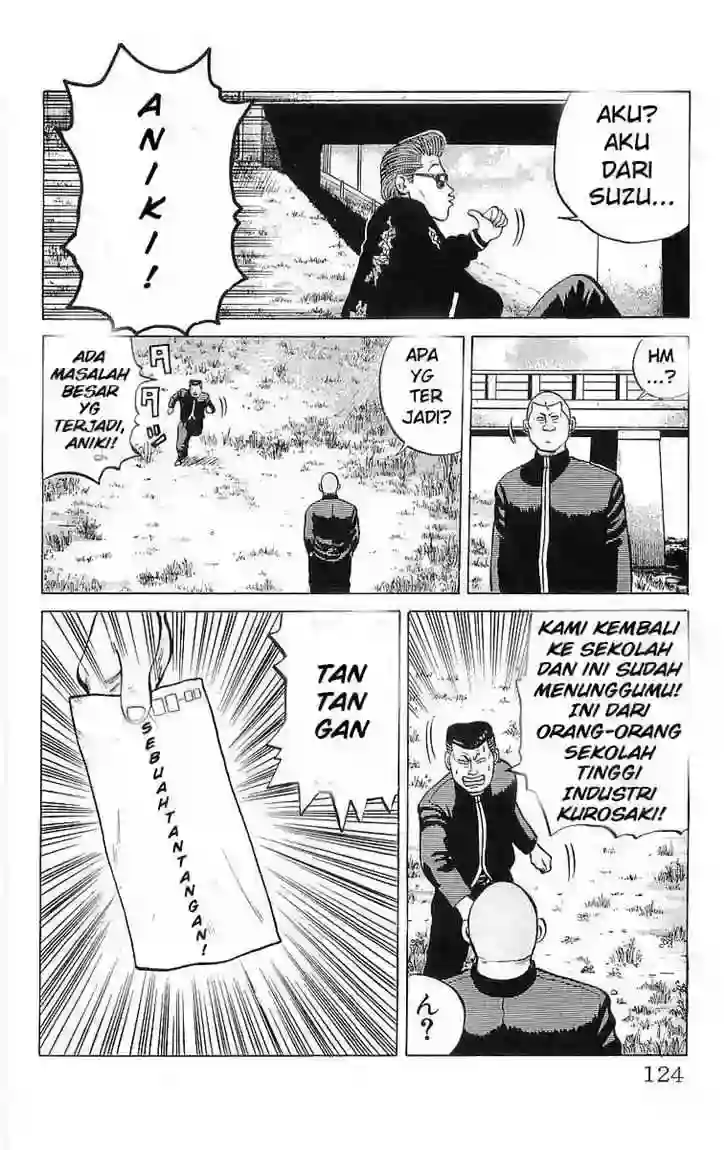 AKU?
AKU
DARI
SUZU...
ANIKI!
HM
...?
APA
YG
TER
JADI?
ADA
MASALAH
BESAR
YG
TERJADI,
ANIKI!
KAMI KEMBALI
KE SEKOLAH
DAN INI SUDAH
MENUNGGUMU!
INI DARI
ORANG-ORANG
SEKOLAH
TINGGI
INDUSTRI
KUROSAKI!
ん?
TAN
TAN
GAN
SEBUAH TANTANGAN!
124